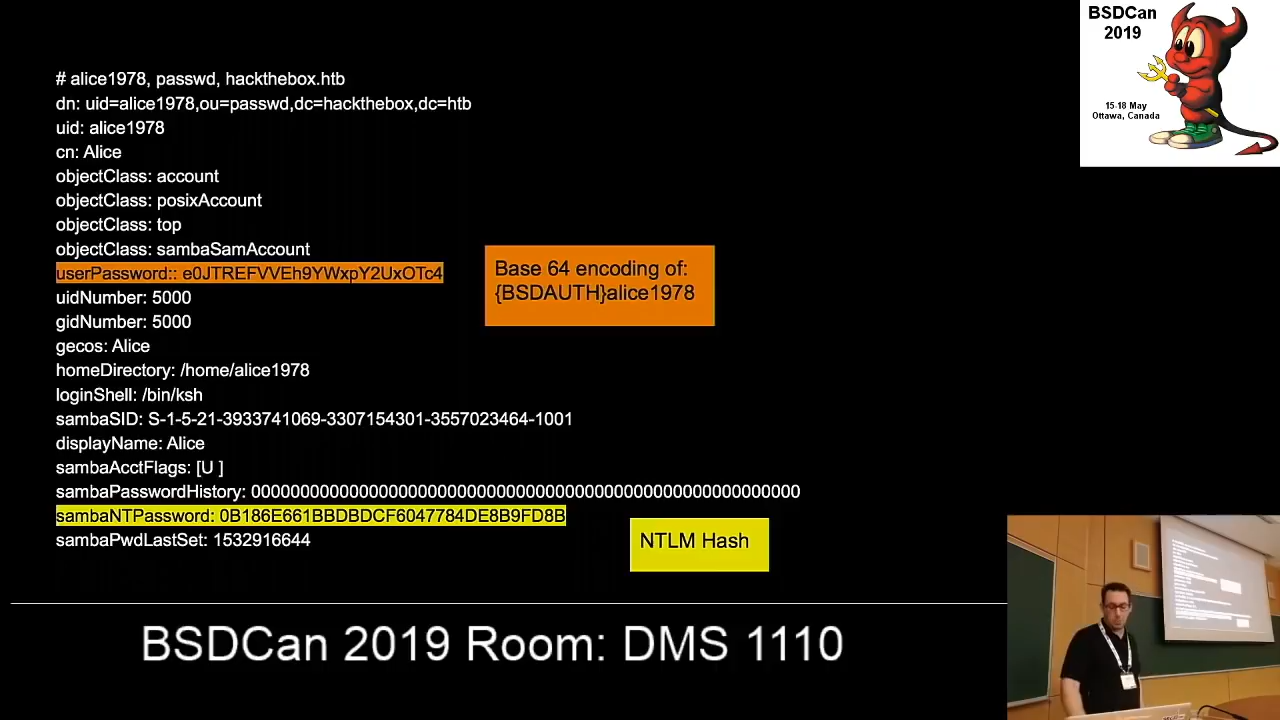 BSDCan
2019
15-18 May
Ottawa, Canada
# alice1978, passwd, hackthebox.htb
dn: uid=alice1978,ou=passwd,dc=hackthebox,dc=htb
uid: alice1978
cn: Alice
objectClass: account
objectClass: posixAccount
objectClass: top
objectClass: sambaSamAccount
userPassword:: e0JTREFVVEh9YWxpY2UxOTc4
Base 64 encoding of:
{BSDAUTH}alice1978
uidNumber: 5000
gidNumber: 5000
gecos: Alice
homeDirectory: /home/alice1978
loginShell: /bin/ksh
sambaSID: S-1-5-21-3933741069-3307154301-3557023464-1001
displayName: Alice
sambaAcctFlags: [U ]
sambaPasswordHistory: 00000000000000000000000000000000000000000000000000000000
sambaNTPassword: 0B186E661BBDBDCF6047784DE8B9FD8B
NTLM Hash
sambaPwdLastSet: 1532916644
BSDCan 2019 Room: DMS 1110